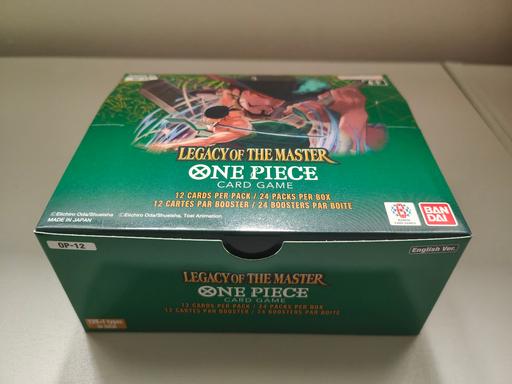 LEGACY OF THE MASTER
ONE PIECE
CARD GAME
12 CARDS PER PACK / 24 PACKS PER BOX
12 CARTES PAR BOOSTER / 24 BOOSTERS PAR BOITE
©Eiichiro Oda/Shueisha ©Eiichiro Oda/Shueisha, Toei Animation
MADE IN JAPAN
BAN
DAI
OP-12
English Ver.
LEGACY OF THE MASTER
ONE PIECE
CARD GAME
12 CARDS PER PACK / 24 PACKS PER BOX
12 CARTES PAR BOOSTER / 24 BOOSTERS PAR BOITE